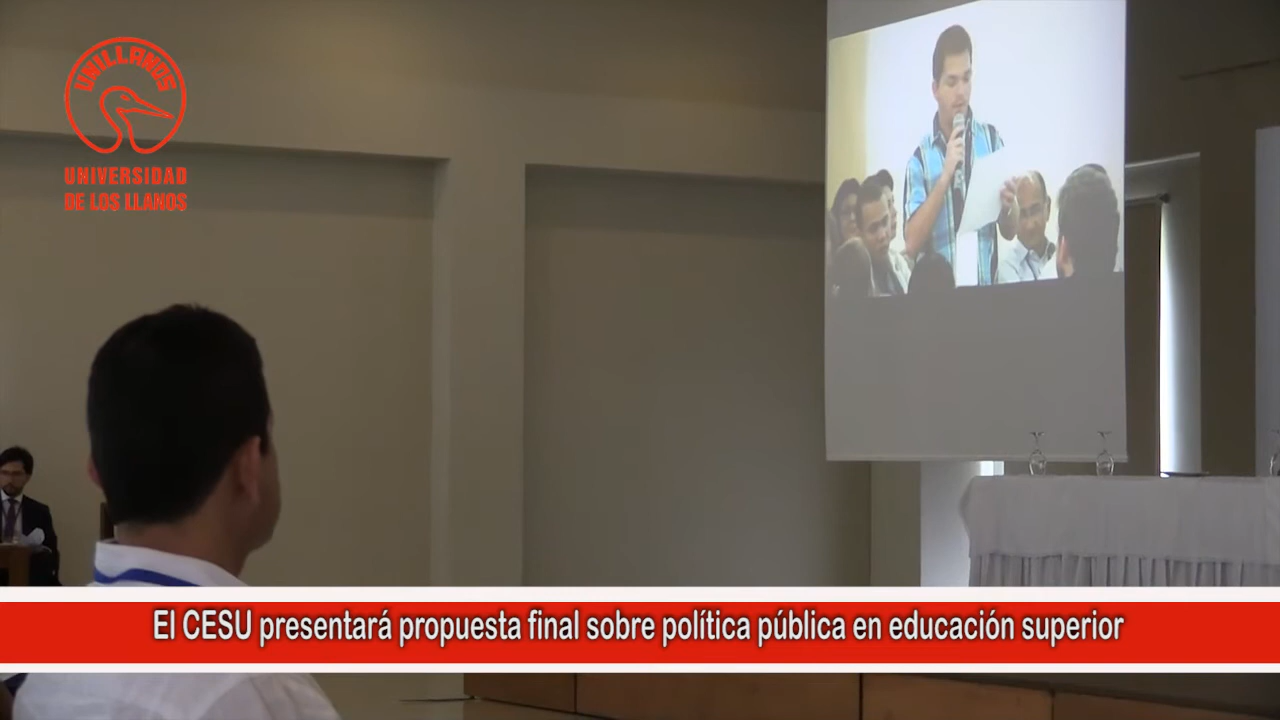 UNILLANOS
UNIVERSIDAD
DE LOS LLANOS
El CESU presentará propuesta final sobre política pública en educación superior